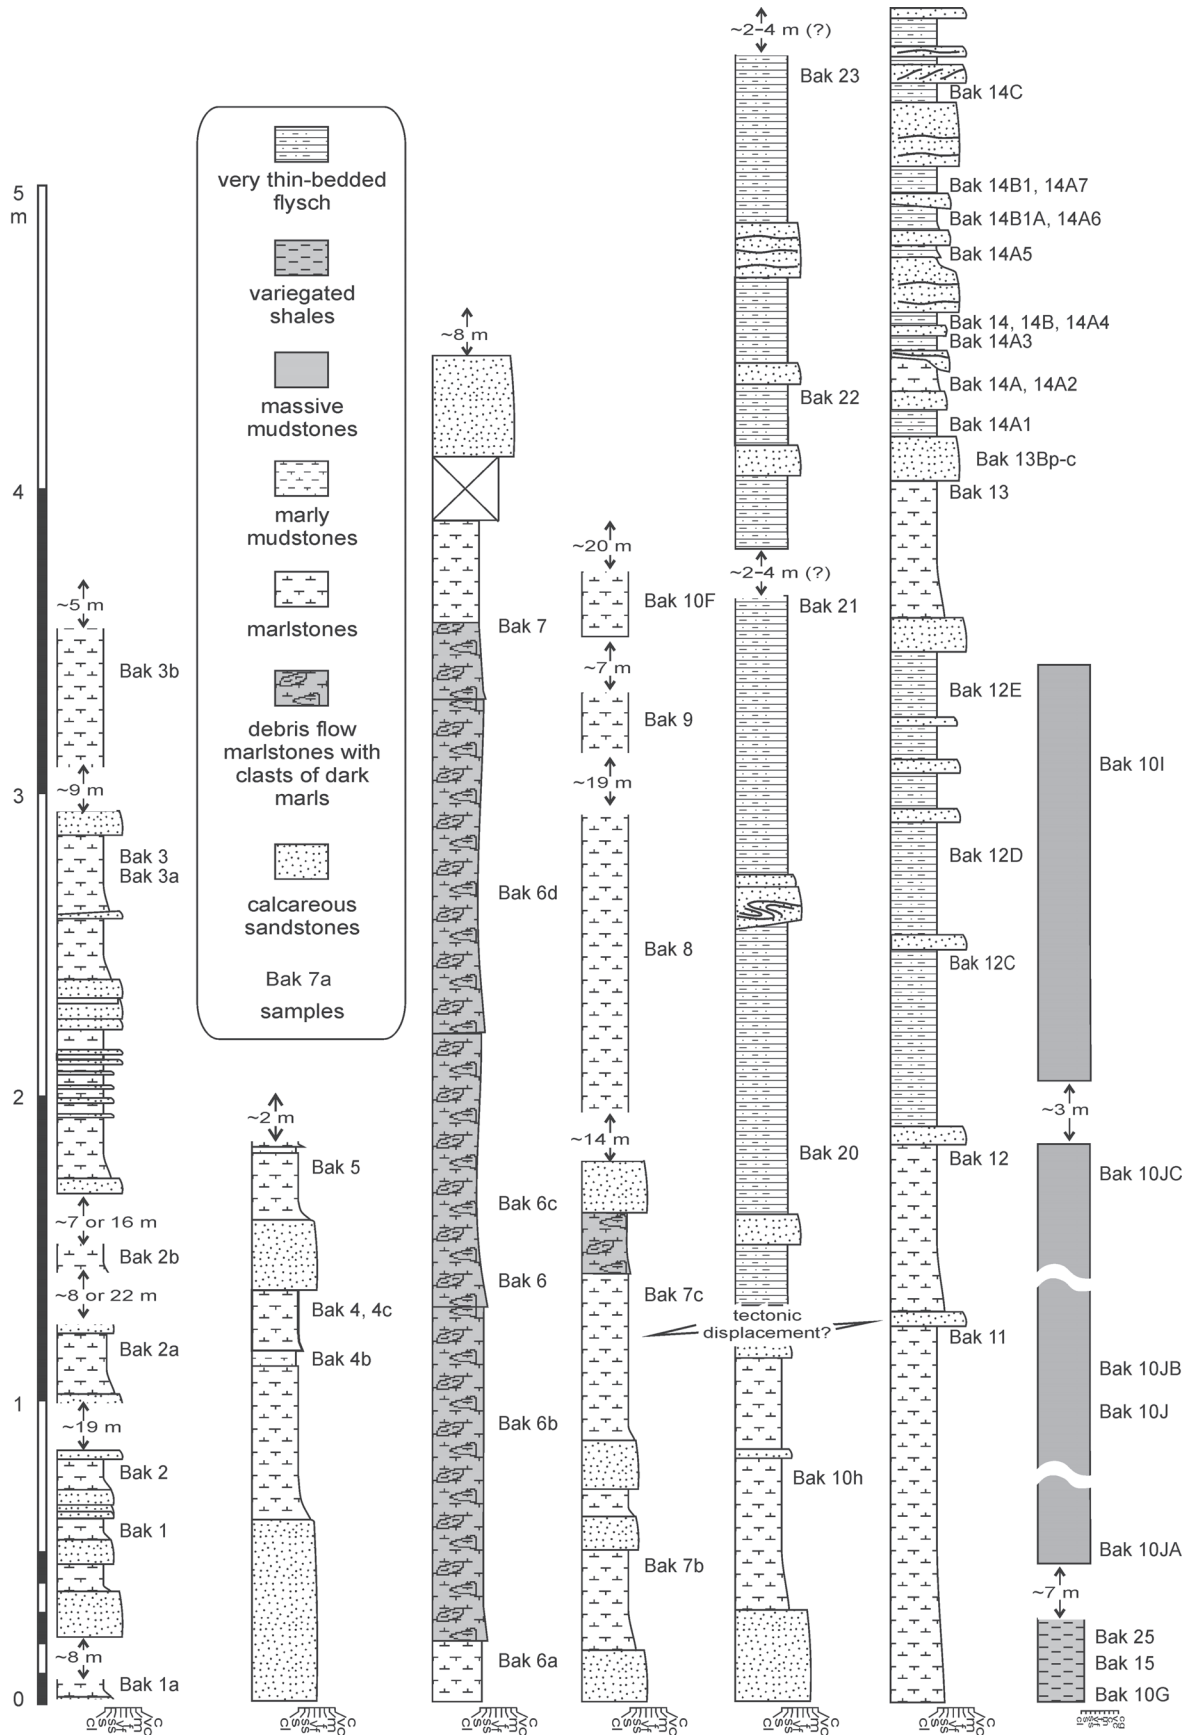 5
m
4
3
2
1
0
very thin-bedded
flysch
variegated
shales
massive
mudstones
marly
mudstones
marlstones
debris flow
marlstones with
clasts of dark
marls
calcareous
sandstones
Bak 7a
samples
~5 m
Bak 3b
~9 m
Bak 3
Bak 3a
~7 or 16 m
Bak 2b
~8 or 22 m
Bak 2a
~19 m
Bak 2
Bak 1
~8 m
Bak 1a
~2 m
Bak 5
Bak 4, 4c
Bak 4b
~8 m
Bak 7
Bak 6d
Bak 6c
Bak 6
Bak 6b
Bak 6a
~20 m
Bak 10F
~7 m
Bak 9
~19 m
Bak 8
~14 m
Bak 7c
Bak 7b
~2-4 m (?)
Bak 23
Bak 22
~2-4 m (?)
Bak 21
Bak 20
tectonic
displacement?
Bak 10h
Bak 14C
Bak 14B1, 14A7
Bak 14B1A, 14A6
Bak 14A5
Bak 14, 14B, 14A4
Bak 14A3
Bak 14A, 14A2
Bak 14A1
Bak 13Bp-c
Bak 13
Bak 12E
Bak 12D
Bak 12C
Bak 12
Bak 11
Bak 10I
~3 m
Bak 10JC
Bak 10JB
Bak 10J
Bak 10JA
~7 m
Bak 25
Bak 15
Bak 10G